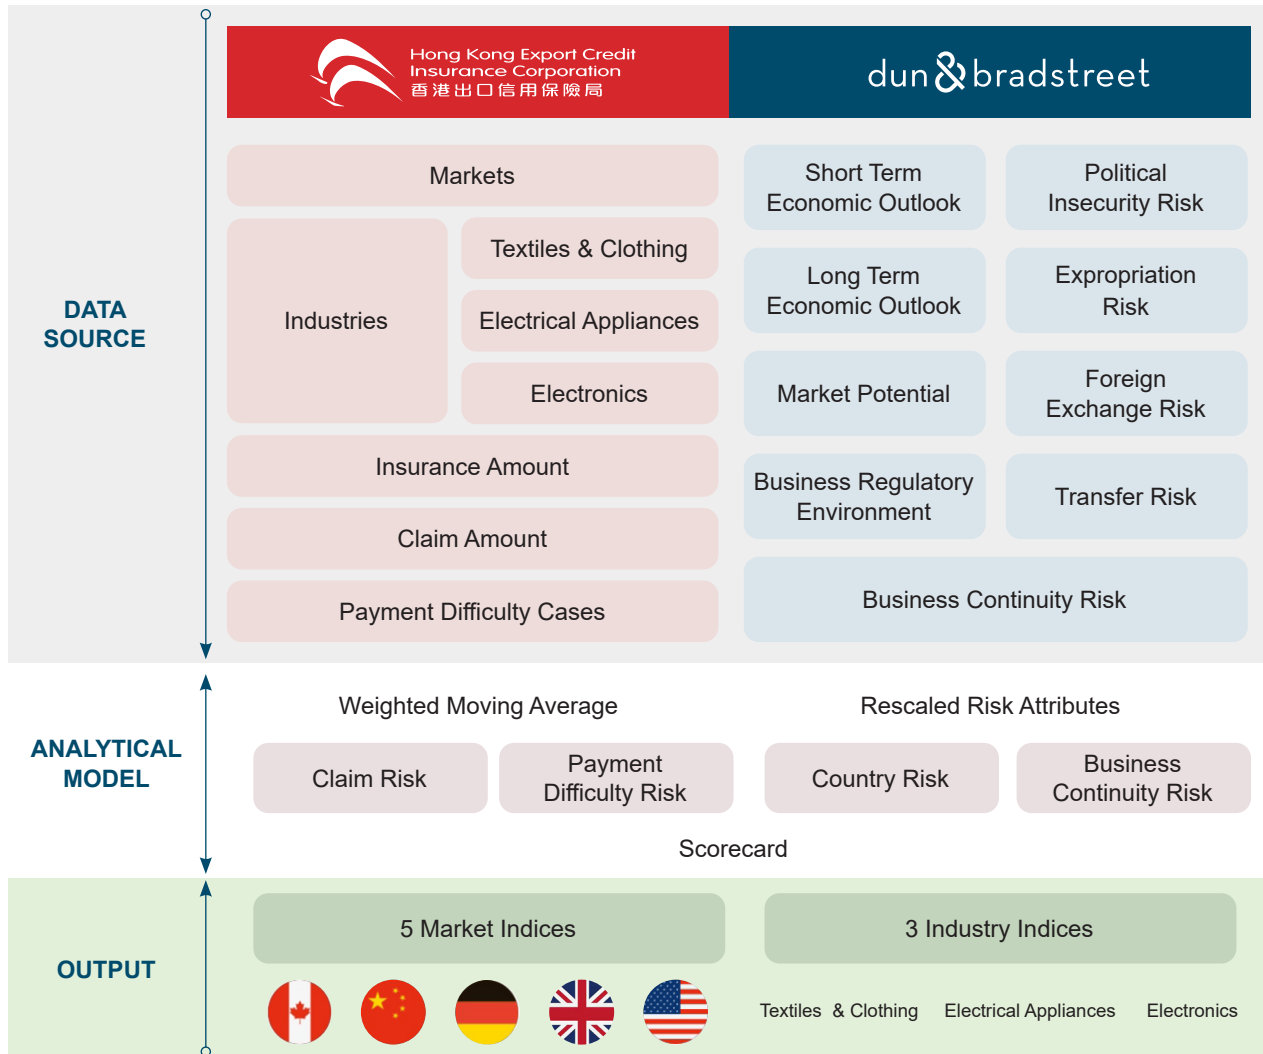 Hong Kong Export Credit
Insurance Corporation
香港出口信用保險局
dun&bradstreet
DATA
SOURCE
Markets
Industries
Textiles & Clothing
Electrical Appliances
Electronics
Insurance Amount
Claim Amount
Payment Difficulty Cases
Short Term
Economic Outlook
Political
Insecurity Risk
Long Term
Economic Outlook
Expropriation
Risk
Market Potential
Foreign
Exchange Risk
Business Regulatory
Environment
Transfer Risk
Business Continuity Risk
ANALYTICAL
MODEL
Weighted Moving Average
Rescaled Risk Attributes
Claim Risk
Payment
Difficulty Risk
Country Risk
Business
Continuity Risk
Scorecard
OUTPUT
5 Market Indices
3 Industry Indices
Textiles & Clothing
Electrical Appliances
Electronics